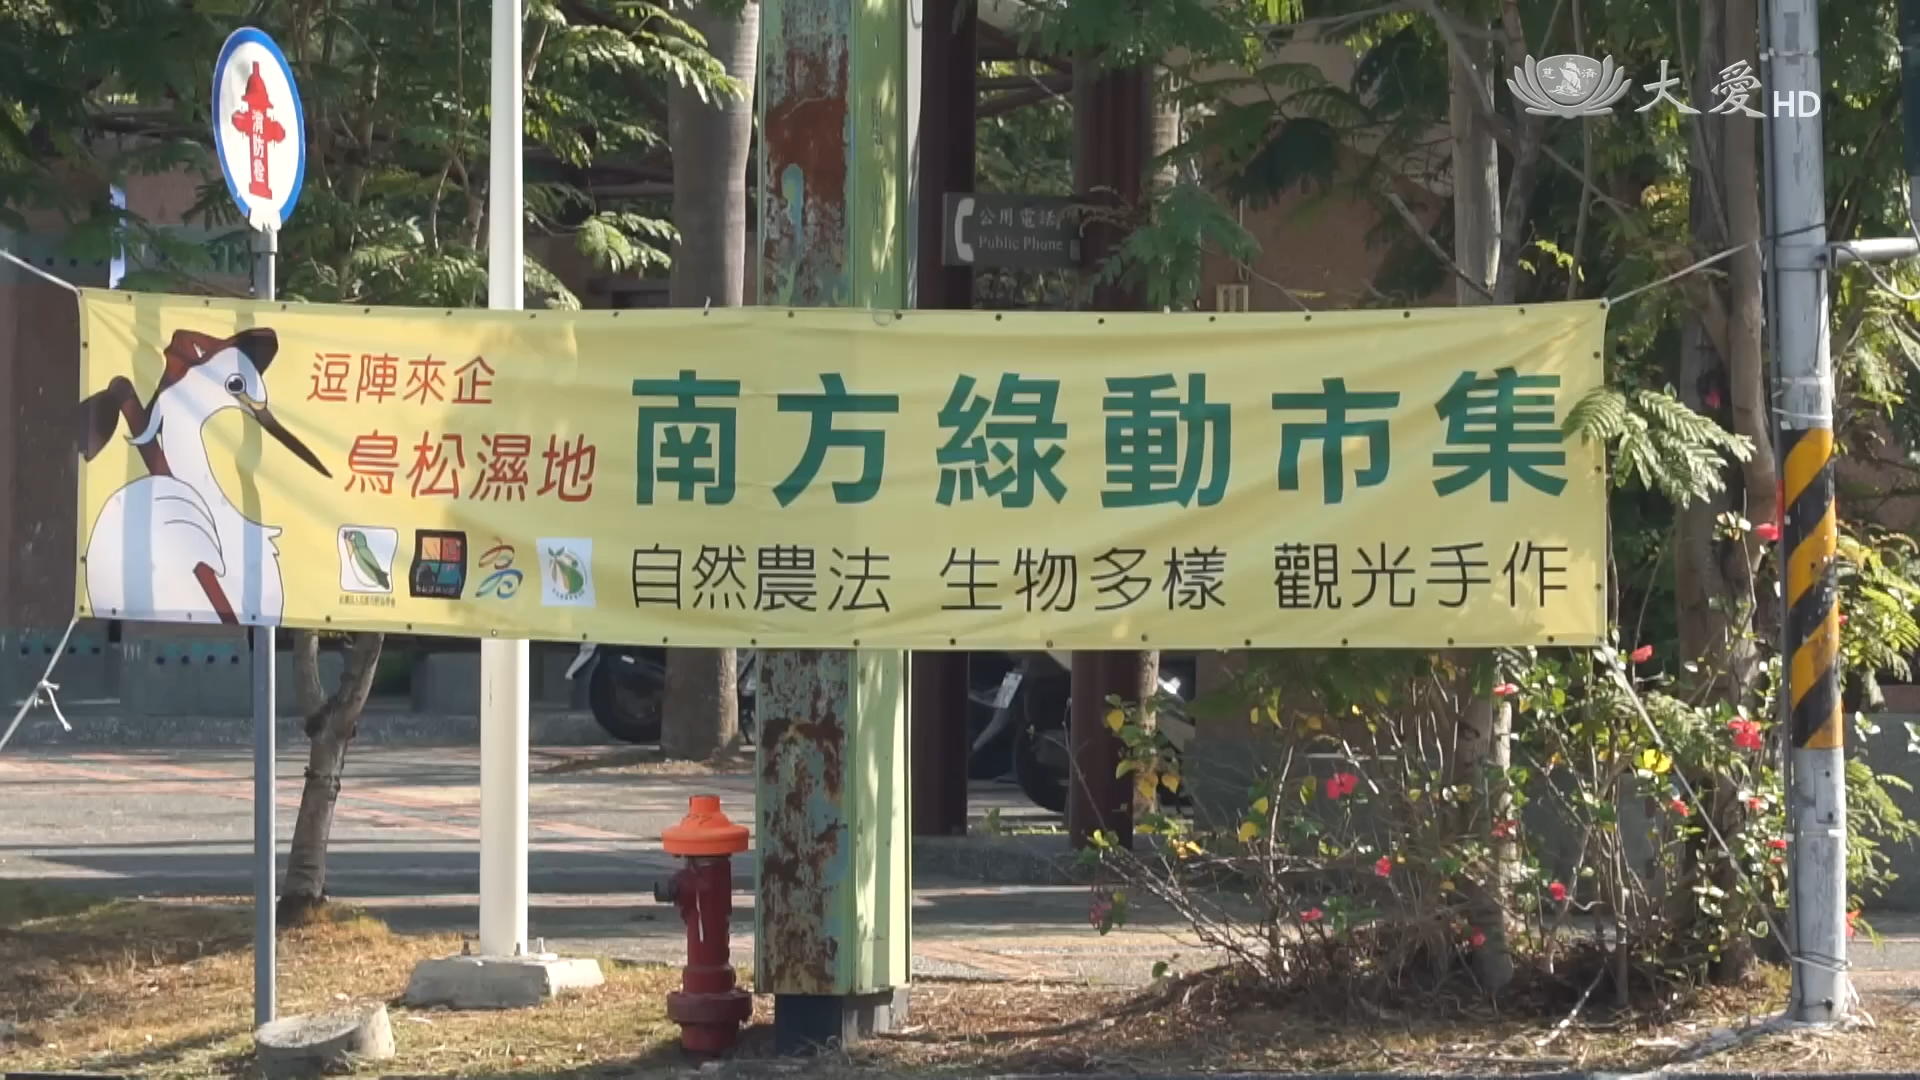 慈濟 大愛HD
消防栓
公用電話
Public Phone
逗陣來企
鳥松濕地
南方綠動市集
自然農法 生物多樣 觀光手作